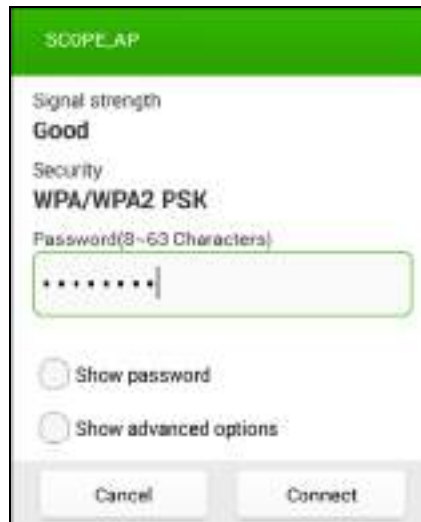 SCOPE_AP
Signal strength
Good
Security
WPA/WPA2 PSK
Password(8~63 Characters)
••••••••
Show password
Show advanced options
Cancel
Connect